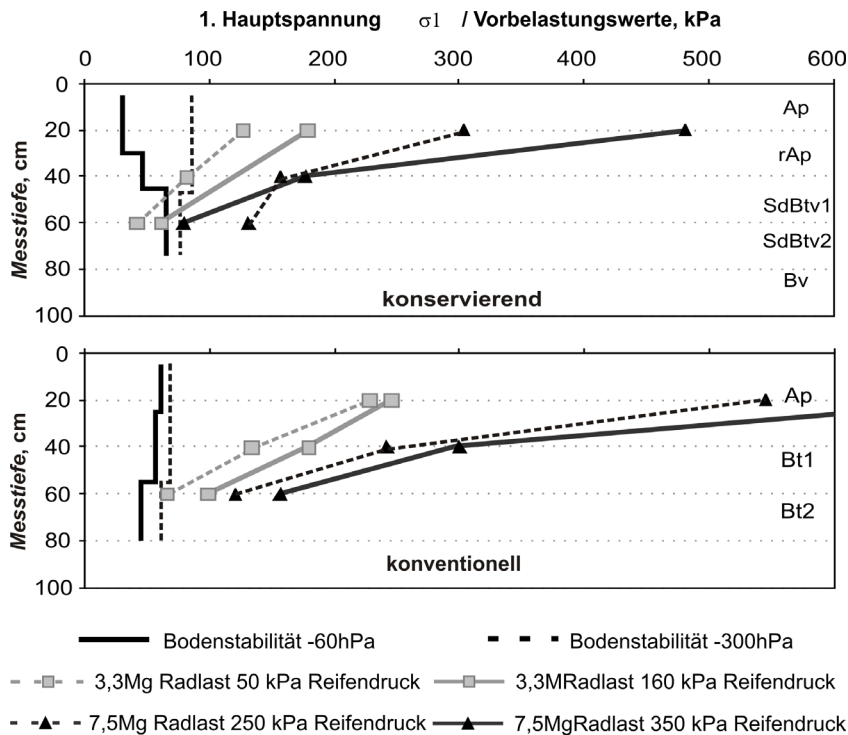 1. Hauptspannung σ1 / Vorbelastungswerte, kPa
0 100 200 300 400 500 600
Messtiefe, cm
0
20
40
60
80
100
Ap
rAp
SdBtv1
SdBtv2
Bv
konservierend
Messtiefe, cm
0
20
40
60
80
100
Ap
Bt1
Bt2
konventionell
Bodenstabilität -60hPa
Bodenstabilität -300hPa
3,3Mg Radlast 50 kPa Reifendruck
3,3MRadlast 160 kPa Reifendruck
7,5Mg Radlast 250 kPa Reifendruck
7,5MgRadlast 350 kPa Reifendruck